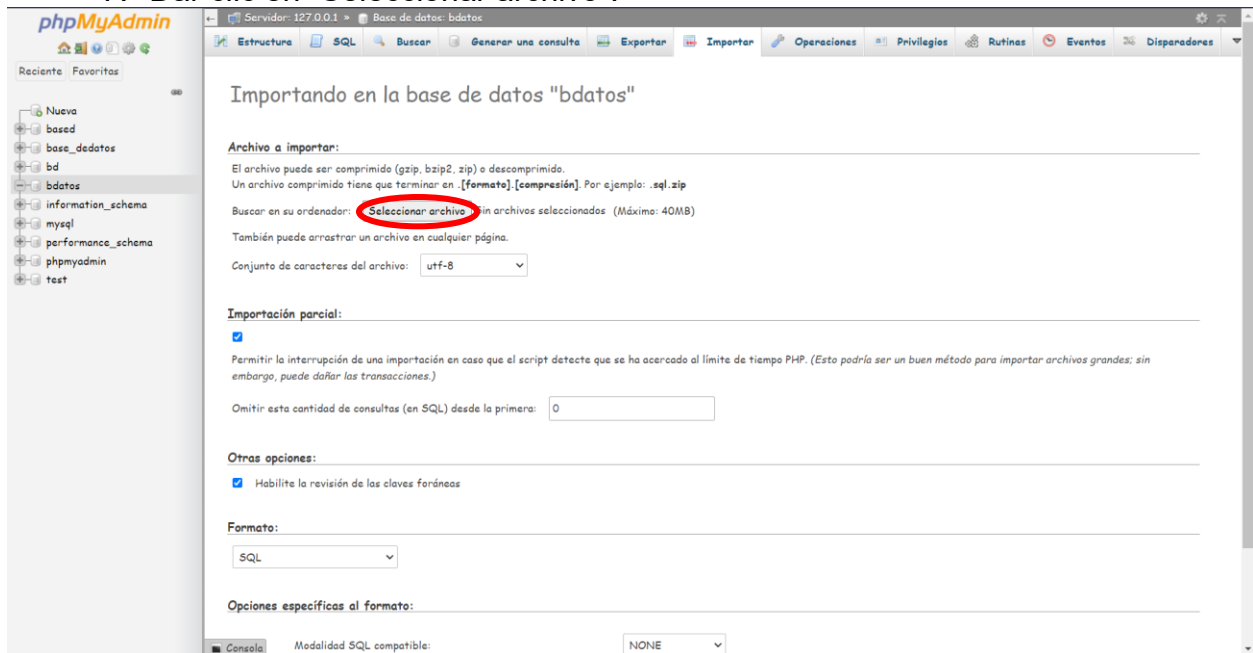 Dar clic en "Seleccionar archivo".
phpMyAdmin
Reciente Favoritas
Nueva
based
base_dedatos
bd
bdatos
information_schema
mysql
performance_schema
phpmyadmin
test
Servidor: 127.0.0.1 » Base de datos: bdatos
Estructura SQL Buscar Generar una consulta Exportar Importar Operaciones Privilegios Rutinas Eventos Disparadores
Importando en la base de datos "bdatos"
Archivo a importar:
El archivo puede ser comprimido (gzip, bzip2, zip) o descomprimido.
Un archivo comprimido tiene que terminar en .[formato].[compresión]. Por ejemplo: .sql.zip
Buscar en su ordenador: Seleccionar archivo Sin archivos seleccionados (Máximo: 40MB)
También puede arrastrar un archivo en cualquier página.
Conjunto de caracteres del archivo: utf-8
Importación parcial:
Permitir la interrupción de una importación en caso que el script detecte que se ha acercado al límite de tiempo PHP. (Esto podría ser un buen método para importar archivos grandes; sin
embargo, puede dañar las transacciones.)
Omitir esta cantidad de consultas (en SQL) desde la primera: 0
Otras opciones:
Habilite la revisión de las claves foráneas
Formato:
SQL
Opciones específicas al formato:
Consola Modalidad SQL compatible: NONE